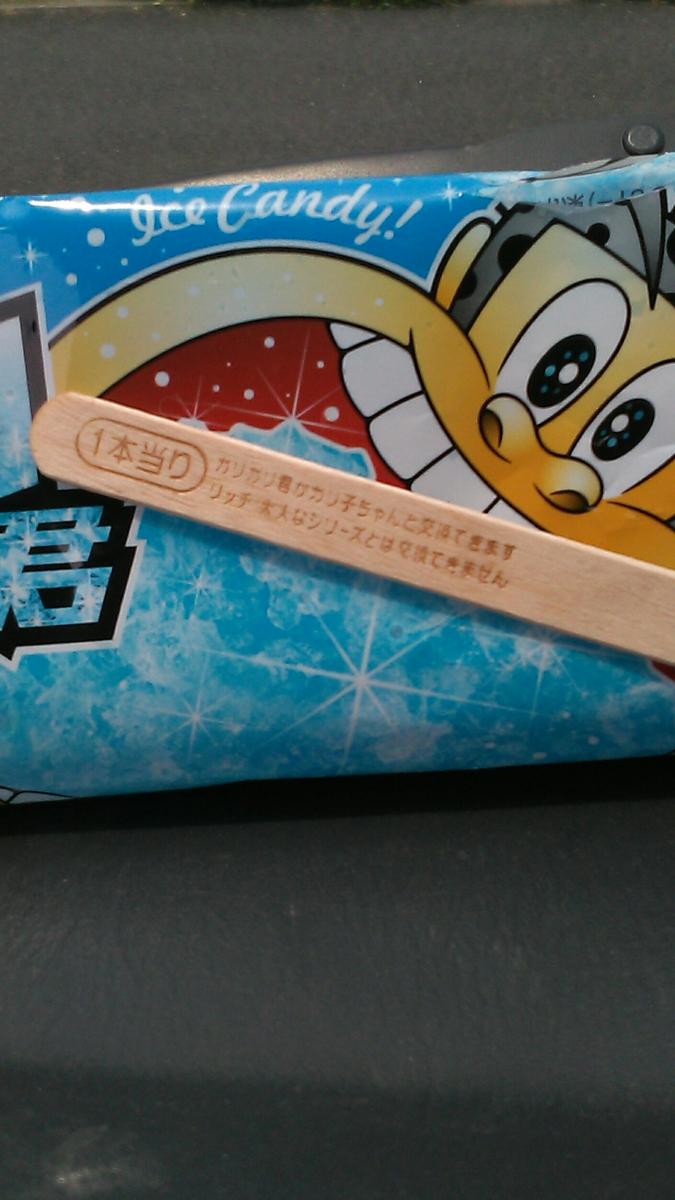 Ice Candy!
君
1本当り
ガリガリ君かガリ子ちゃんと交換できます
リッチ 大人なシリーズとは交換できません